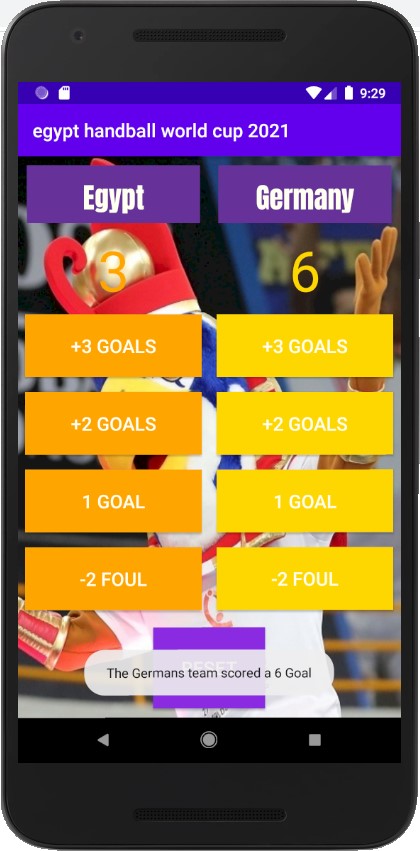 9:29
egypt handball world cup 2021
Egypt Germany
3 6
+3 GOALS +3 GOALS
+2 GOALS +2 GOALS
1 GOAL 1 GOAL
-2 FOUL -2 FOUL
RESET
The Germans team scored a 6 Goal